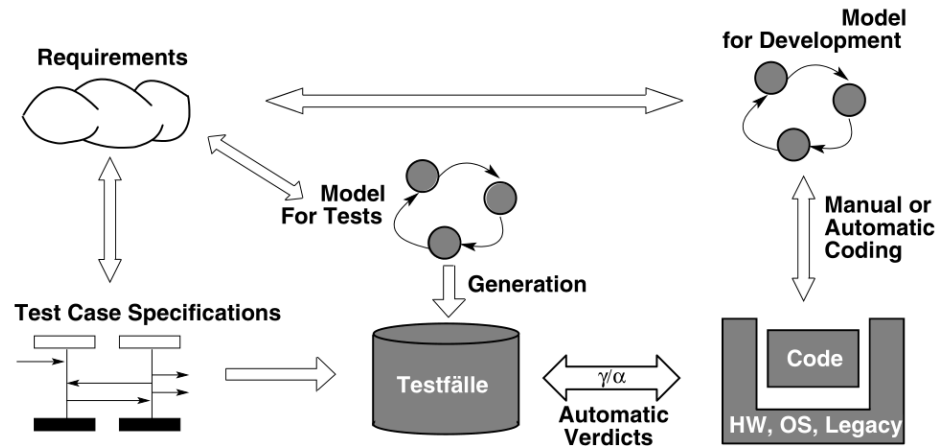 Requirements
Model
for Development
Model
For Tests
Manual or
Automatic
Coding
Generation
Test Case Specifications
Testfälle
γ/α
Automatic
Verdicts
Code
HW, OS, Legacy